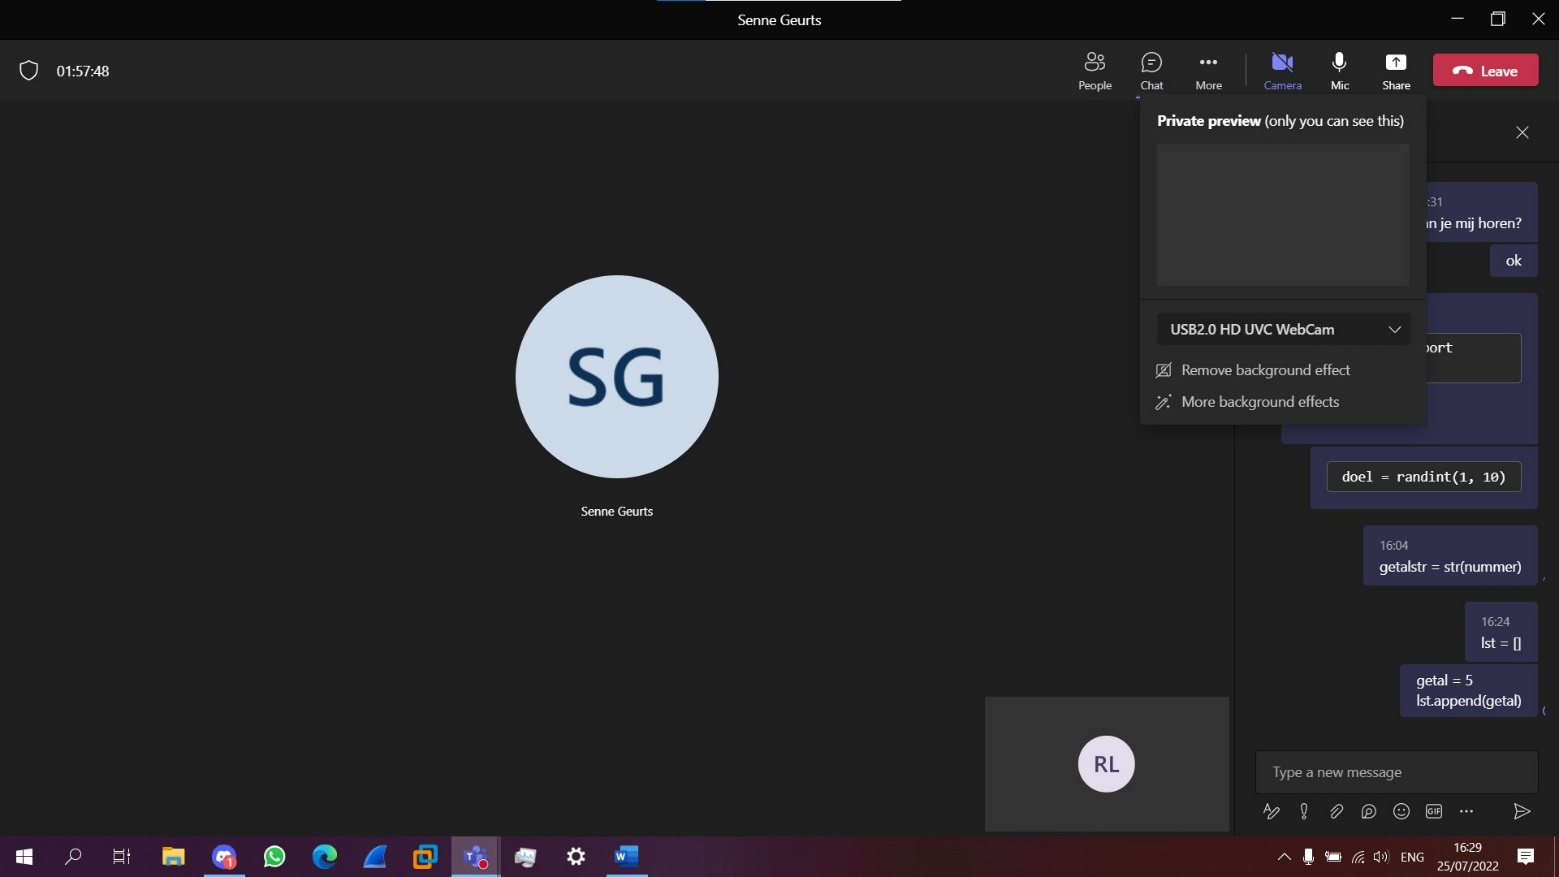 Senne Geurts
01:57:48
People
Chat
More
Camera
Mic
Share
Leave
Private preview (only you can see this)
USB2.0 HD UVC WebCam
Remove background effect
More background effects
:31
n je mij horen?
ok
port
doel = randint(1, 10)
16:04
getalstr = str(nummer)
16:24
lst = []
getal = 5
lst.append(getal)
SG
Senne Geurts
RL
Type a new message
GIF
1
T
W
ENG
16:29
25/07/2022